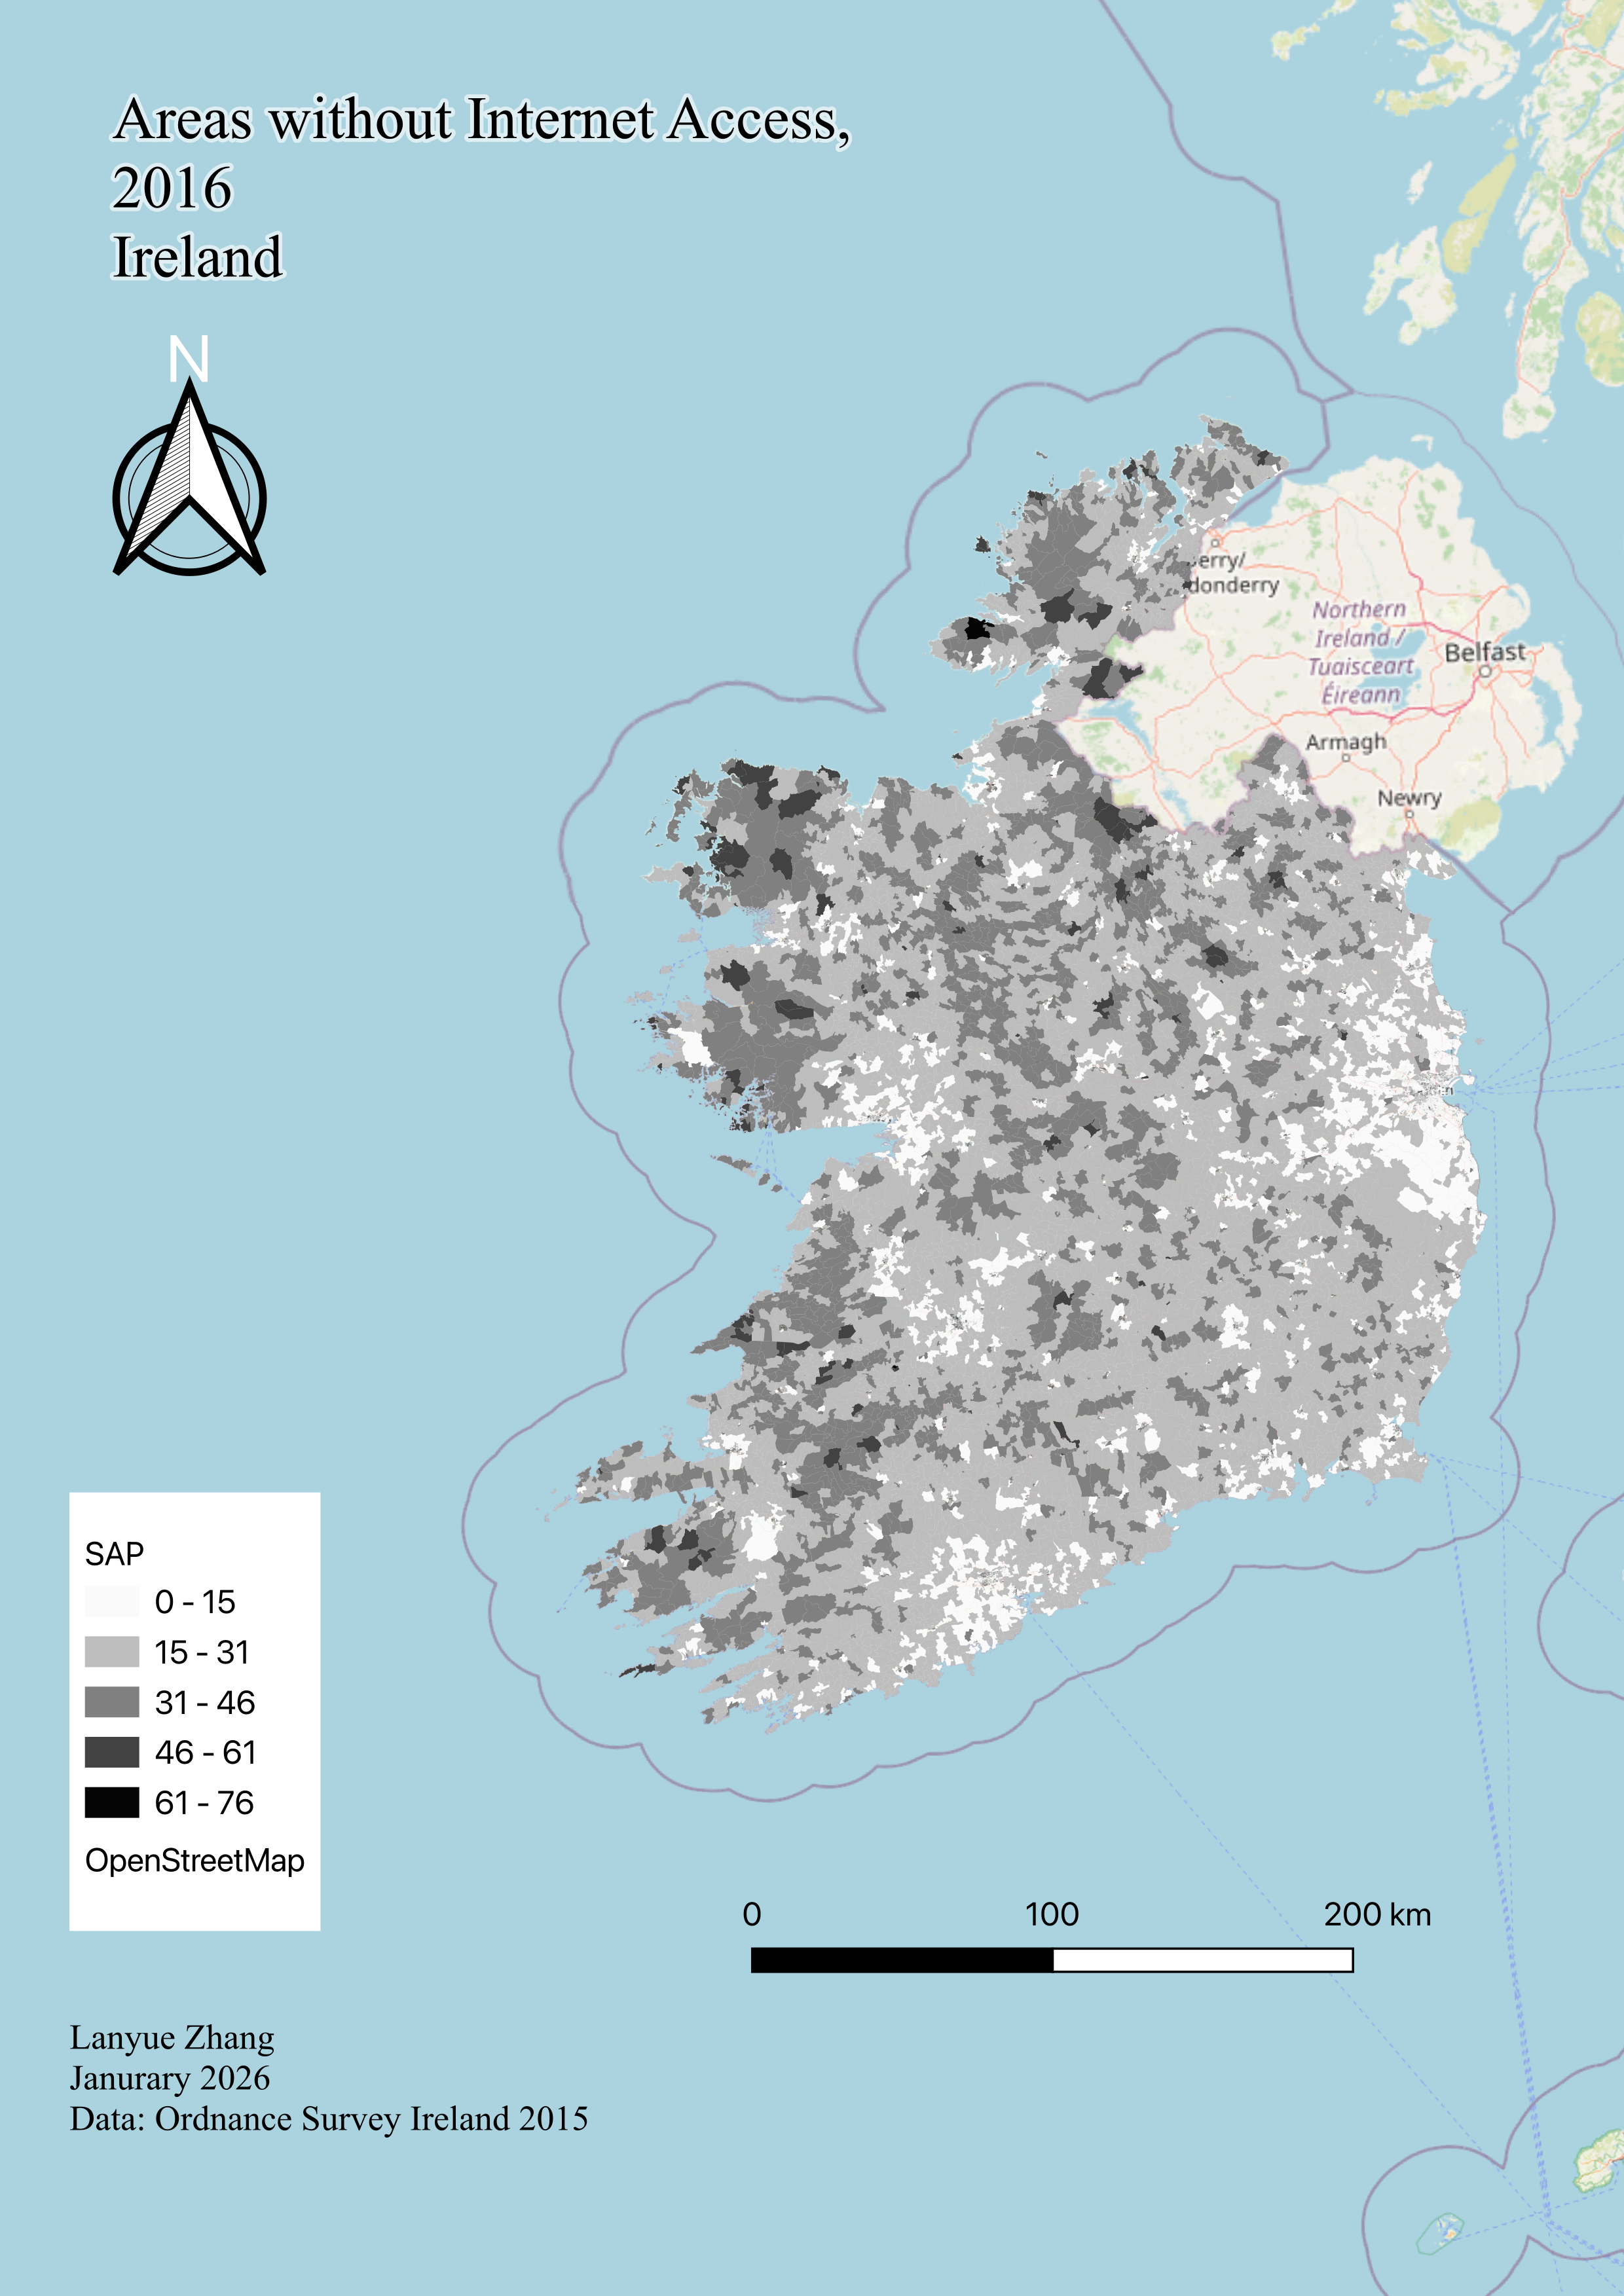 Areas without Internet Access,
2016
Ireland
N
erry/
donderry
Northern
Ireland /
Tuaisceart
Éireann
Belfast
Armagh
Newry
SAP
0 - 15
15 - 31
31 - 46
46 - 61
61 - 76
OpenStreetMap
0 100 200 km
Lanyue Zhang
Janurary 2026
Data: Ordnance Survey Ireland 2015